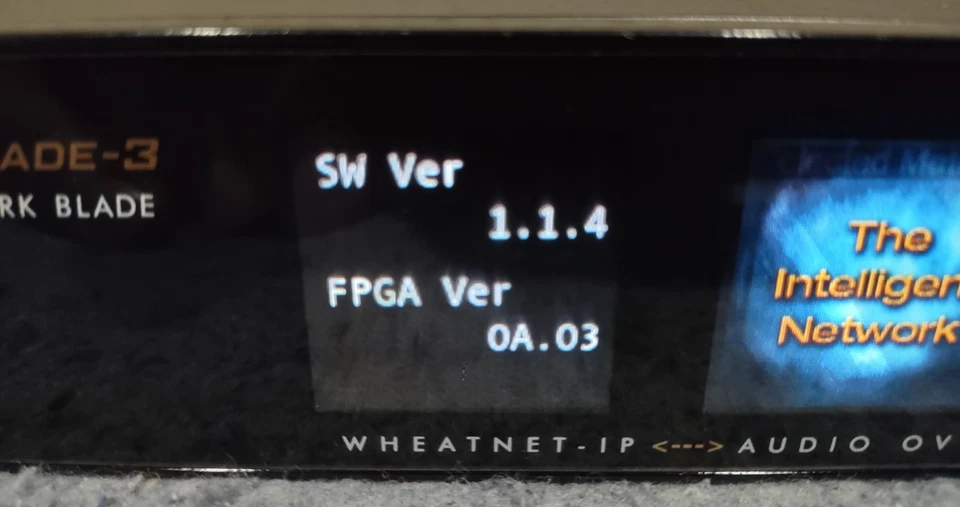 ADE-3
RK BLADE
SW Ver
1.1.4
FPGA Ver
0A.03
The
Intelligen
Network
WHEATNET-IP <---> AUDIO OV